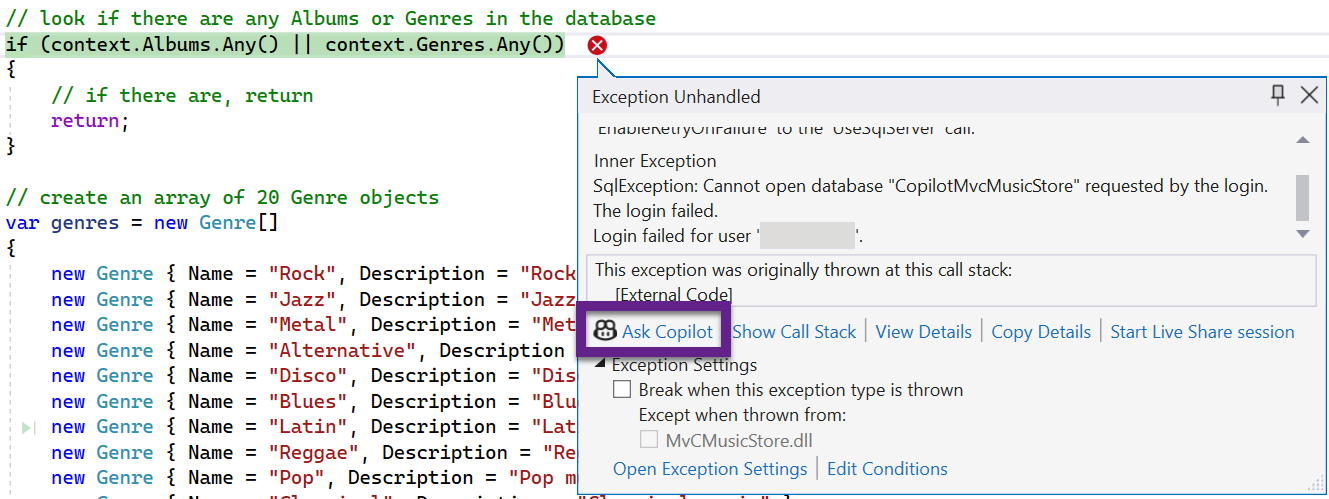 // look if there are any Albums or Genres in the database
if (context.Albums.Any() || context.Genres.Any())
{
// if there are, return
return;
}
// create an array of 20 Genre objects
var genres = new Genre[]
{
new Genre { Name = "Rock", Description = "Rock
new Genre { Name = "Jazz", Description = "Jazz
new Genre { Name = "Metal", Description = "Met
new Genre { Name = "Alternative", Description
new Genre { Name = "Disco", Description = "Dis
new Genre { Name = "Blues", Description = "Blu
new Genre { Name = "Latin", Description = "Lat
new Genre { Name = "Reggae", Description = "Re
new Genre { Name = "Pop", Description = "Pop m
Exception Unhandled
'EnableRetryOnFailure' to the 'UseSqlServer' call.
Inner Exception
SqlException: Cannot open database "CopilotMvcMusicStore" requested by the login.
The login failed.
Login failed for user ' '.
This exception was originally thrown at this call stack:
[External Code]
Ask Copilot Show Call Stack View Details Copy Details Start Live Share session
Exception Settings
Break when this exception type is thrown
Except when thrown from:
MvCMusicStore.dll
Open Exception Settings Edit Conditions